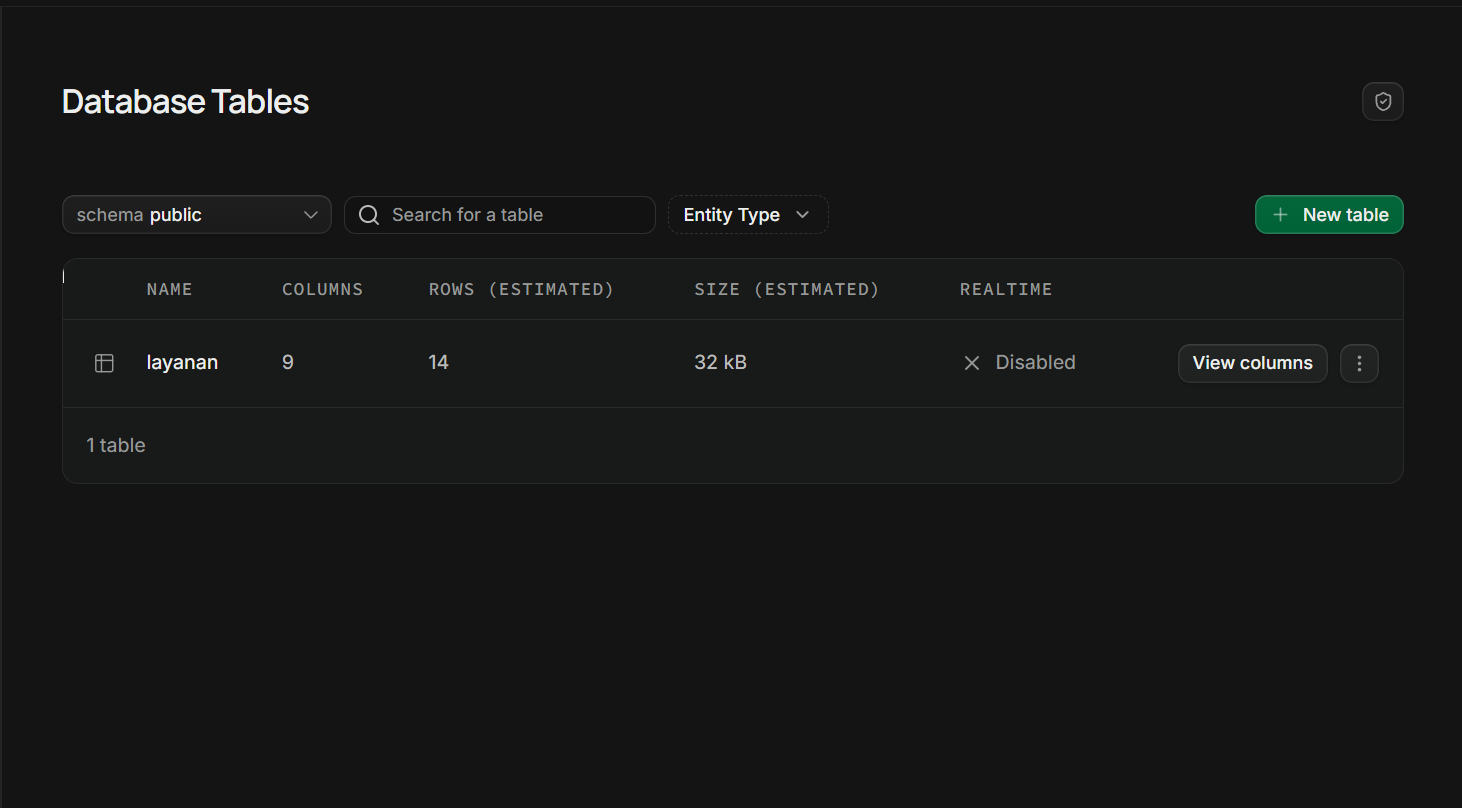 Database Tables
schema public
Search for a table
Entity Type
New table
NAME COLUMNS ROWS (ESTIMATED) SIZE (ESTIMATED) REALTIME
layanan 9 14 32 kB Disabled View columns
1 table